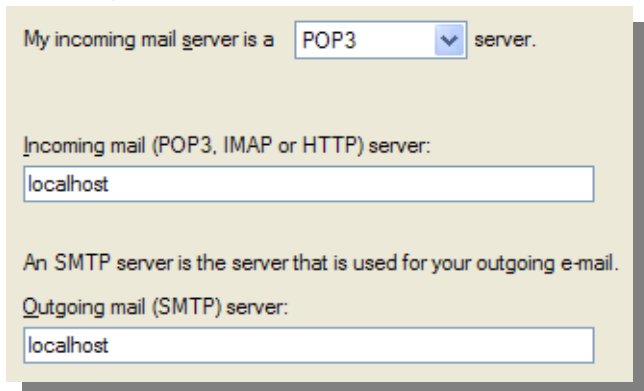 My incoming mail server is a POP3 server.
Incoming mail (POP3, IMAP or HTTP) server:
localhost
An SMTP server is the server that is used for your outgoing e-mail.
Outgoing mail (SMTP) server:
localhost